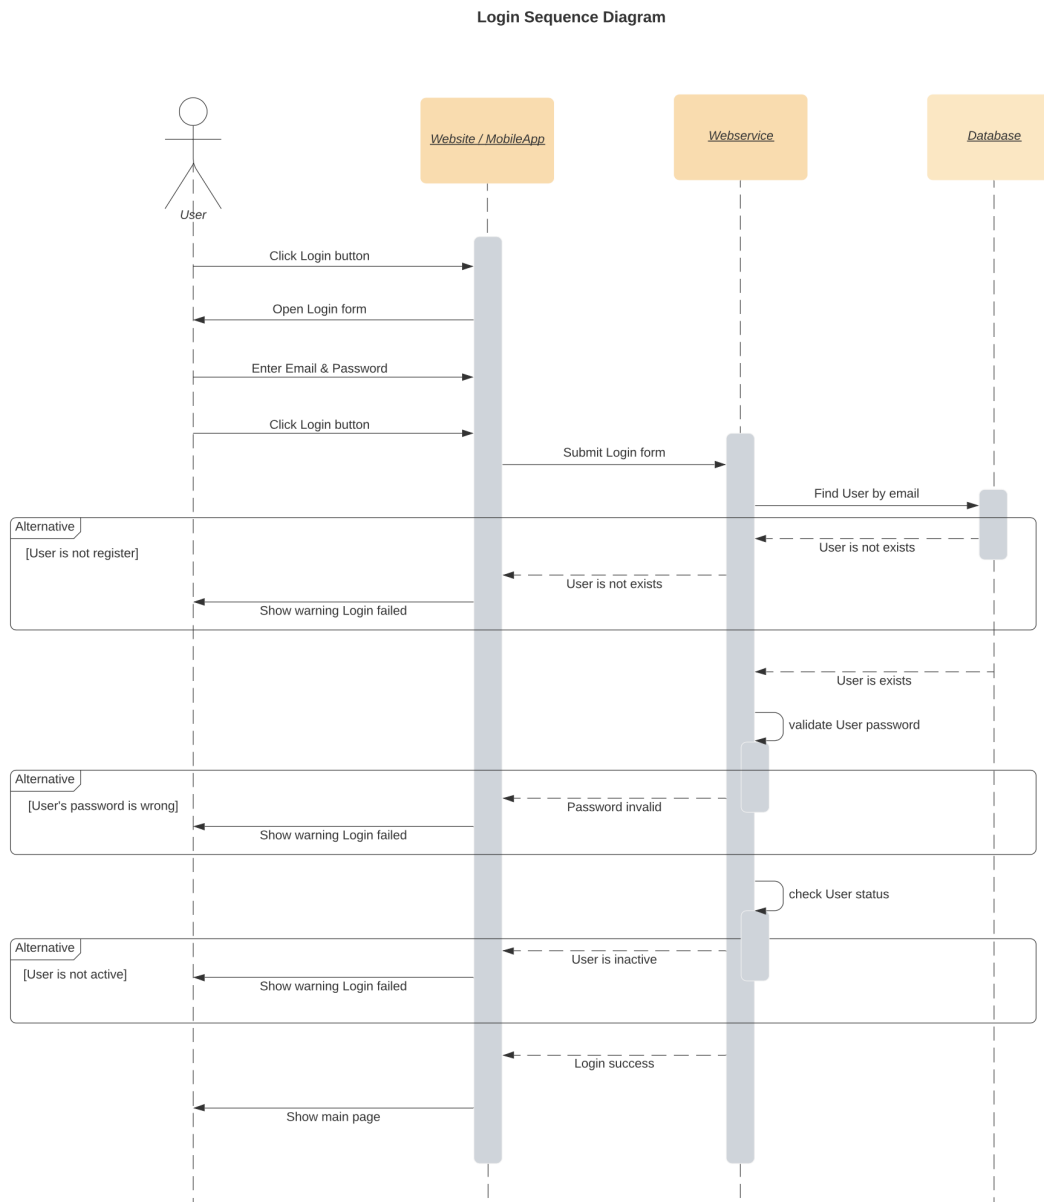 Login Sequence Diagram
Website / MobileApp
Webservice
Database
User
Click Login button
Open Login form
Enter Email & Password
Click Login button
Submit Login form
Find User by email
Alternative
[User is not register]
User is not exists
User is not exists
Show warning Login failed
User is exists
validate User password
Alternative
[User's password is wrong]
Password invalid
Show warning Login failed
check User status
Alternative
[User is not active]
User is inactive
Show warning Login failed
Login success
Show main page